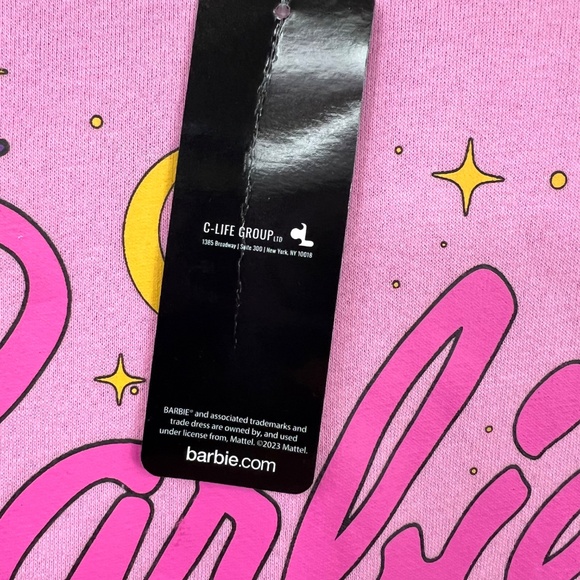 C-LIFE GROUP LTD
1385 Broadway | Suite 300 | New York, NY 10018
BARBIE® and associated trademarks and
trade dress are owned by, and used
under license from, Mattel. ©2023 Mattel.
barbie.com
Barbie